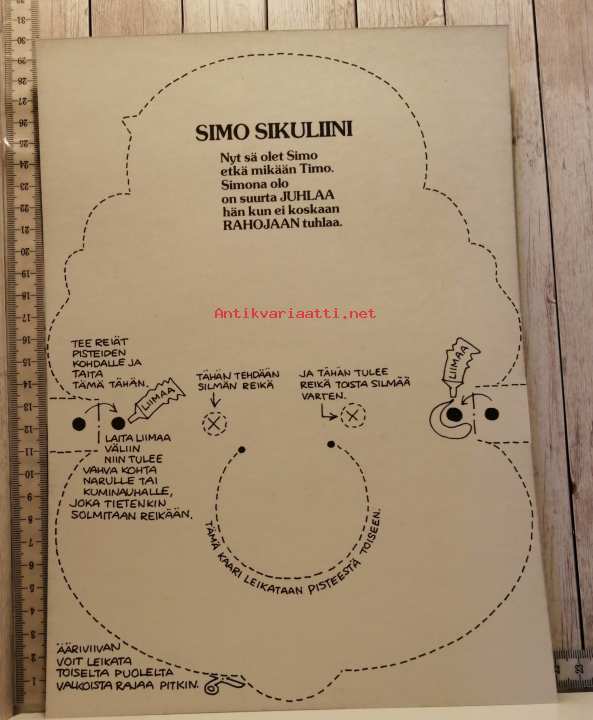 SIMO SIKULIINI
Nyt sä olet Simo
etkä mikään Timo.
Simona olo
on suurta JUHLAA
hän kun ei koskaan
RAHOJAAN tuhlaa.
Antikvariaatti.net
TEE REIÄT
PISTEIDEN
KOHDALLE JA
TAITA
TÄMÄ TÄHÄN.
LIIMAA
TÄHÄN TEHDÄÄN
SILMÄN REIKÄ
JA TÄHÄN TULEE
REIKÄ TOISTA SILMÄÄ
VARTEN.
LIIMAA
LAITA LIIMAA
VÄLIIN
NIIN TULEE
VAHVA KOHTA
NARULLE TAI
KUMINAUHALLE,
JOKA TIETENKIN
SOLMITAAN REIKÄÄN.
TÄMÄ KAARI LEIKATAAN PISTEESTÄ TOISEEN.
ÄÄRIVIIVAN
VOIT LEIKATA
TOISELTA PUOLELTA
VALKOISTA RAJAA PITKIN.